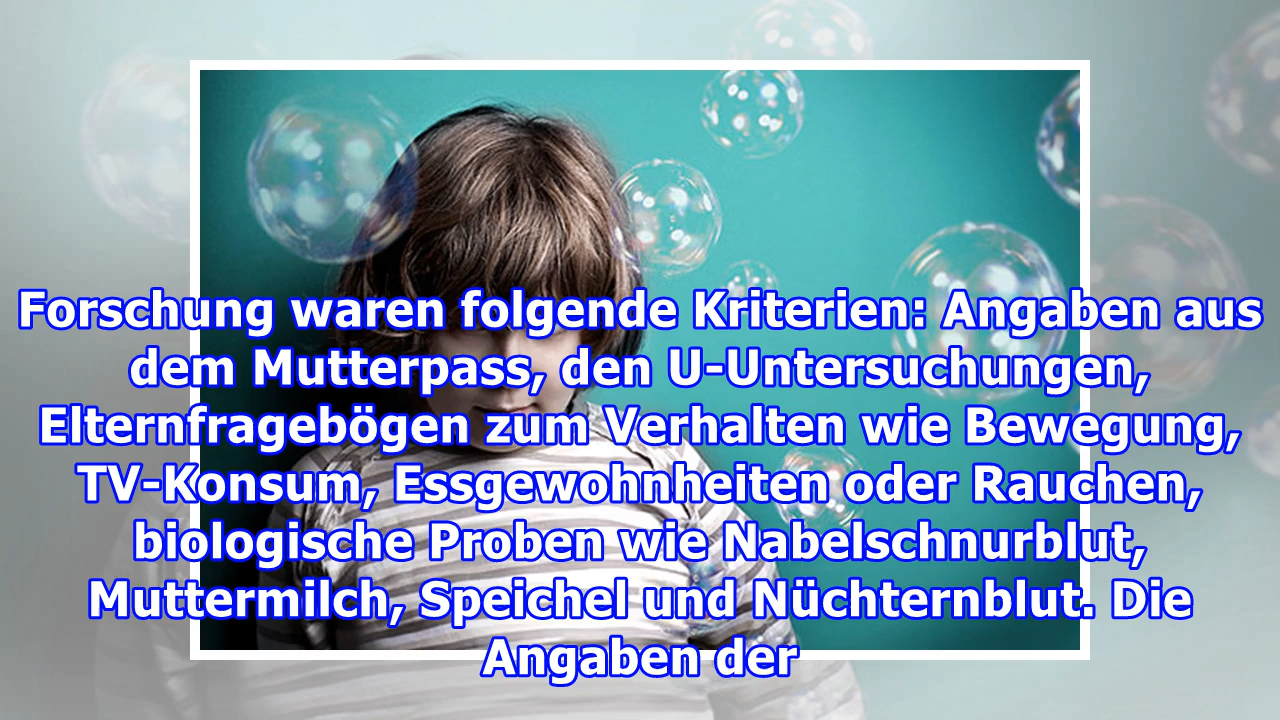 Forschung waren folgende Kriterien: Angaben aus
dem Mutterpass, den U-Untersuchungen,
Elternfragebögen zum Verhalten wie Bewegung,
TV-Konsum, Essgewohnheiten oder Rauchen,
biologische Proben wie Nabelschnurblut,
Muttermilch, Speichel und Nüchternblut. Die
Angaben der